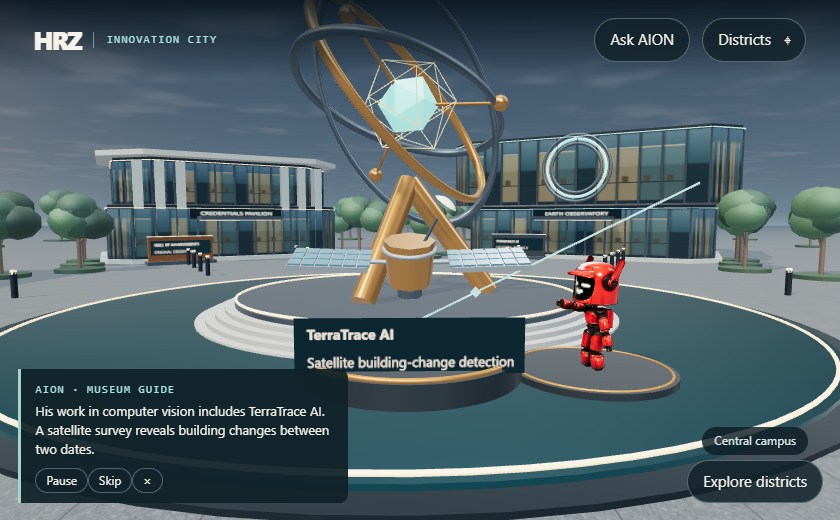 HRZ
INNOVATION CITY
Ask AION
Districts
CREDENTIALS PAVILION
EARTH OBSERVATORY
TerraTrace AI
Satellite building-change detection
AION · MUSEUM GUIDE
His work in computer vision includes TerraTrace AI.
A satellite survey reveals building changes between
two dates.
Pause
Skip
×
Central campus
Explore districts